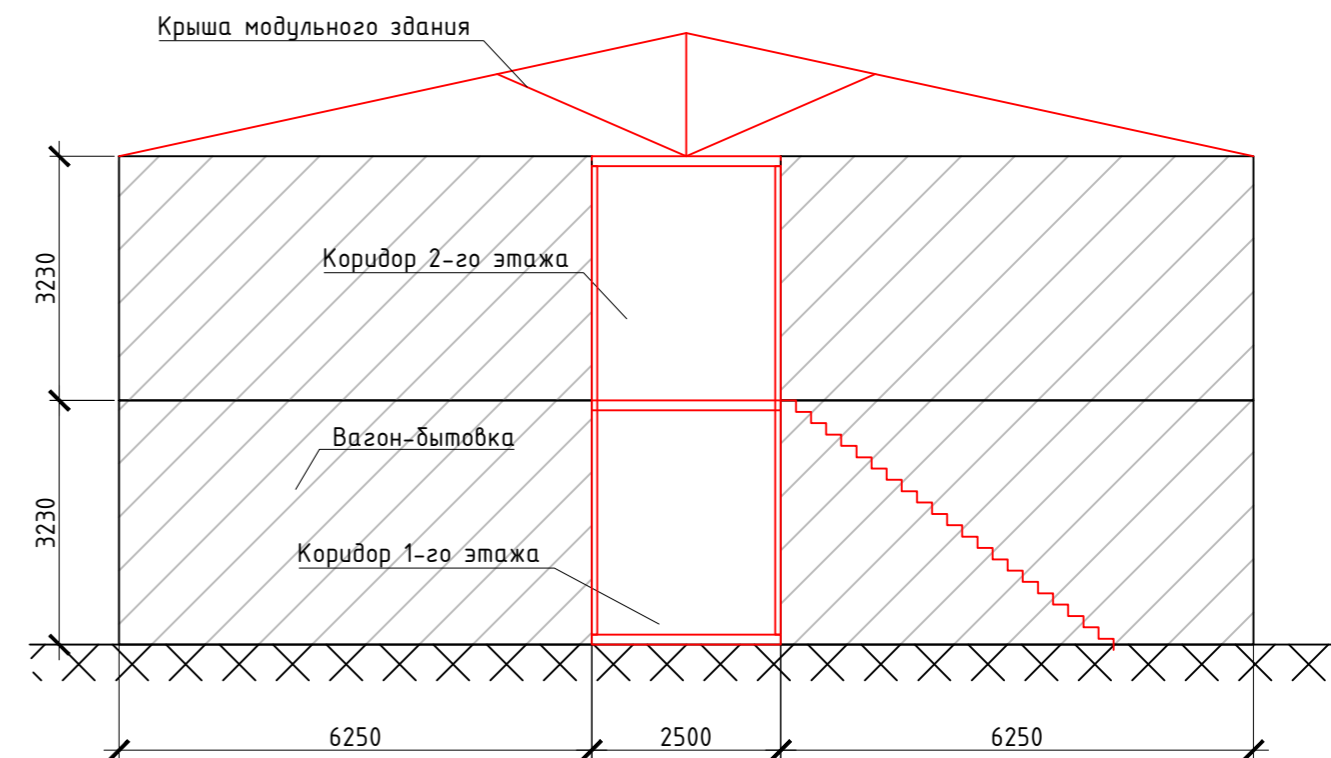 Крыша модульного здания
3230
Коридор 2-го этажа
Вагон-бытовка
3230
Коридор 1-го этажа
6250
2500
6250